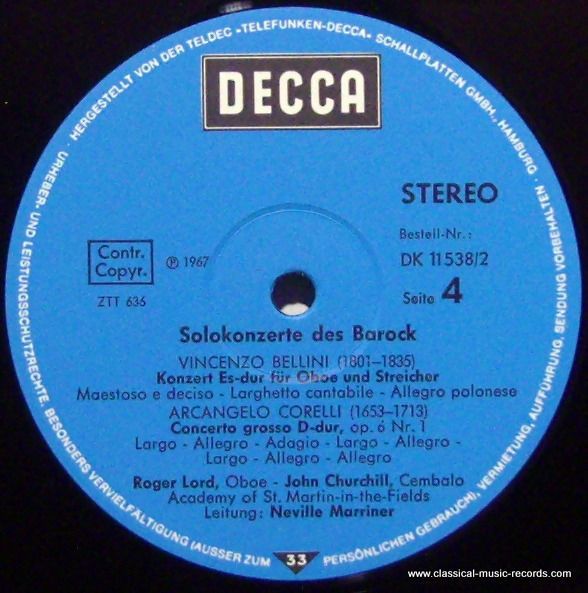 HERGESTELLT VON DER TELDEC »TELEFUNKEN-DECCA« SCHALLPLATTEN GMBH., HAMBURG
URHEBER- UND LEISTUNGSSCHUTZRECHTE. BESONDERS VERVIELFÄLTIGUNG (AUSSER ZUM PERSÖNLICHEN GEBRAUCH), VERMIETUNG, AUFFÜHRUNG, SENDUNG VORBEHALTEN
DECCA
STEREO
Bestell-Nr.:
DK 11538/2
Seite 4
Contr.
Copyr.
ZTT 636
℗ 1967
Solokonzerte des Barock
VINCENZO BELLINI (1801–1835)
Konzert Es-dur für Oboe und Streicher
Maestoso e deciso - Larghetto cantabile - Allegro polonese
ARCANGELO CORELLI (1653–1713)
Concerto grosso D-dur, op. 6 Nr. 1
Largo - Allegro - Adagio - Largo - Allegro -
Largo - Allegro - Allegro
Roger Lord, Oboe - John Churchill, Cembalo
Academy of St. Martin-in-the-Fields
Leitung: Neville Marriner
33
www.classical-music-records.com